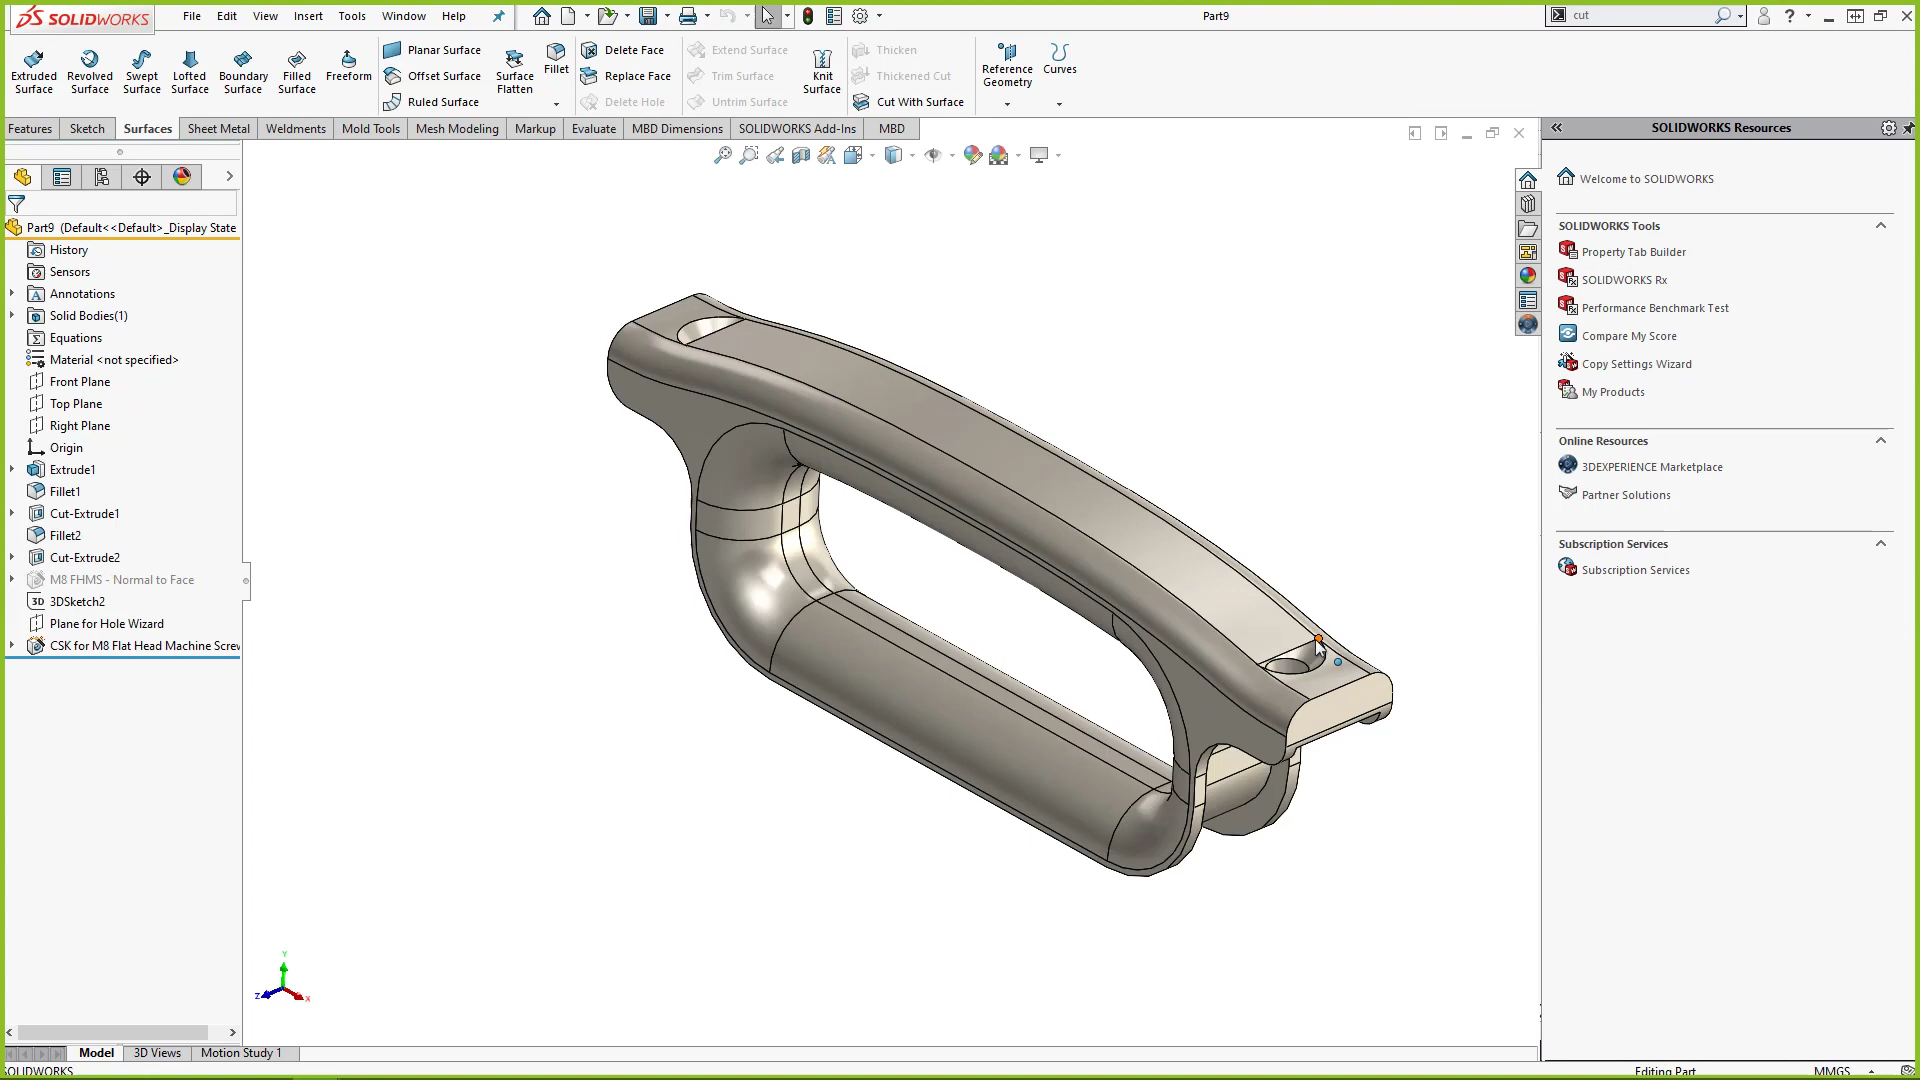 SOLIDWORKS
File Edit View Insert Tools Window Help
Part9
cut
Extruded Surface
Revolved Surface
Swept Surface
Lofted Surface
Boundary Surface
Filled Surface
Freeform
Planar Surface
Offset Surface
Ruled Surface
Surface Flatten
Fillet
Delete Face
Replace Face
Delete Hole
Extend Surface
Trim Surface
Untrim Surface
Knit Surface
Thicken
Thickened Cut
Cut With Surface
Reference Geometry
Curves
Features Sketch Surfaces Sheet Metal Weldments Mold Tools Mesh Modeling Markup Evaluate MBD Dimensions SOLIDWORKS Add-Ins MBD
Part9 (Default<<Default>_Display State
History
Sensors
Annotations
Solid Bodies(1)
Equations
Material <not specified>
Front Plane
Top Plane
Right Plane
Origin
Extrude1
Fillet1
Cut-Extrude1
Fillet2
Cut-Extrude2
M8 FHMS - Normal to Face
3D 3DSketch2
Plane for Hole Wizard
CSK for M8 Flat Head Machine Screw
Y
Z
X
SOLIDWORKS Resources
Welcome to SOLIDWORKS
SOLIDWORKS Tools
Property Tab Builder
SOLIDWORKS Rx
Performance Benchmark Test
Compare My Score
Copy Settings Wizard
My Products
Online Resources
3DEXPERIENCE Marketplace
Partner Solutions
Subscription Services
Subscription Services
Model 3D Views Motion Study 1
SOLIDWORKS
Editing Part
MMGS